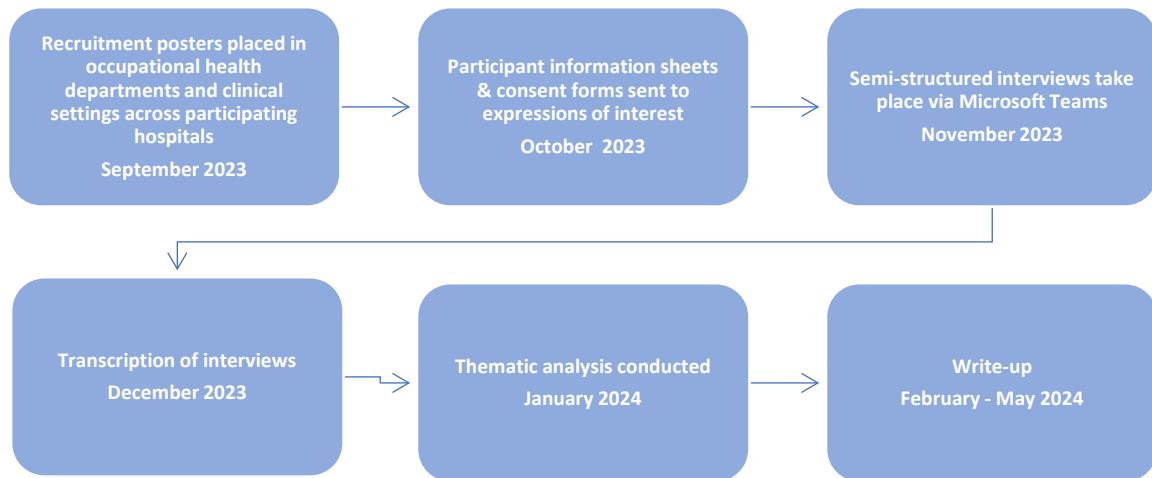 Recruitment posters placed in
occupational health
departments and clinical
settings across participating
hospitals
September 2023
Participant information sheets
& consent forms sent to
expressions of interest
October 2023
Semi-structured interviews take
place via Microsoft Teams
November 2023
Transcription of interviews
December 2023
Thematic analysis conducted
January 2024
Write-up
February - May 2024